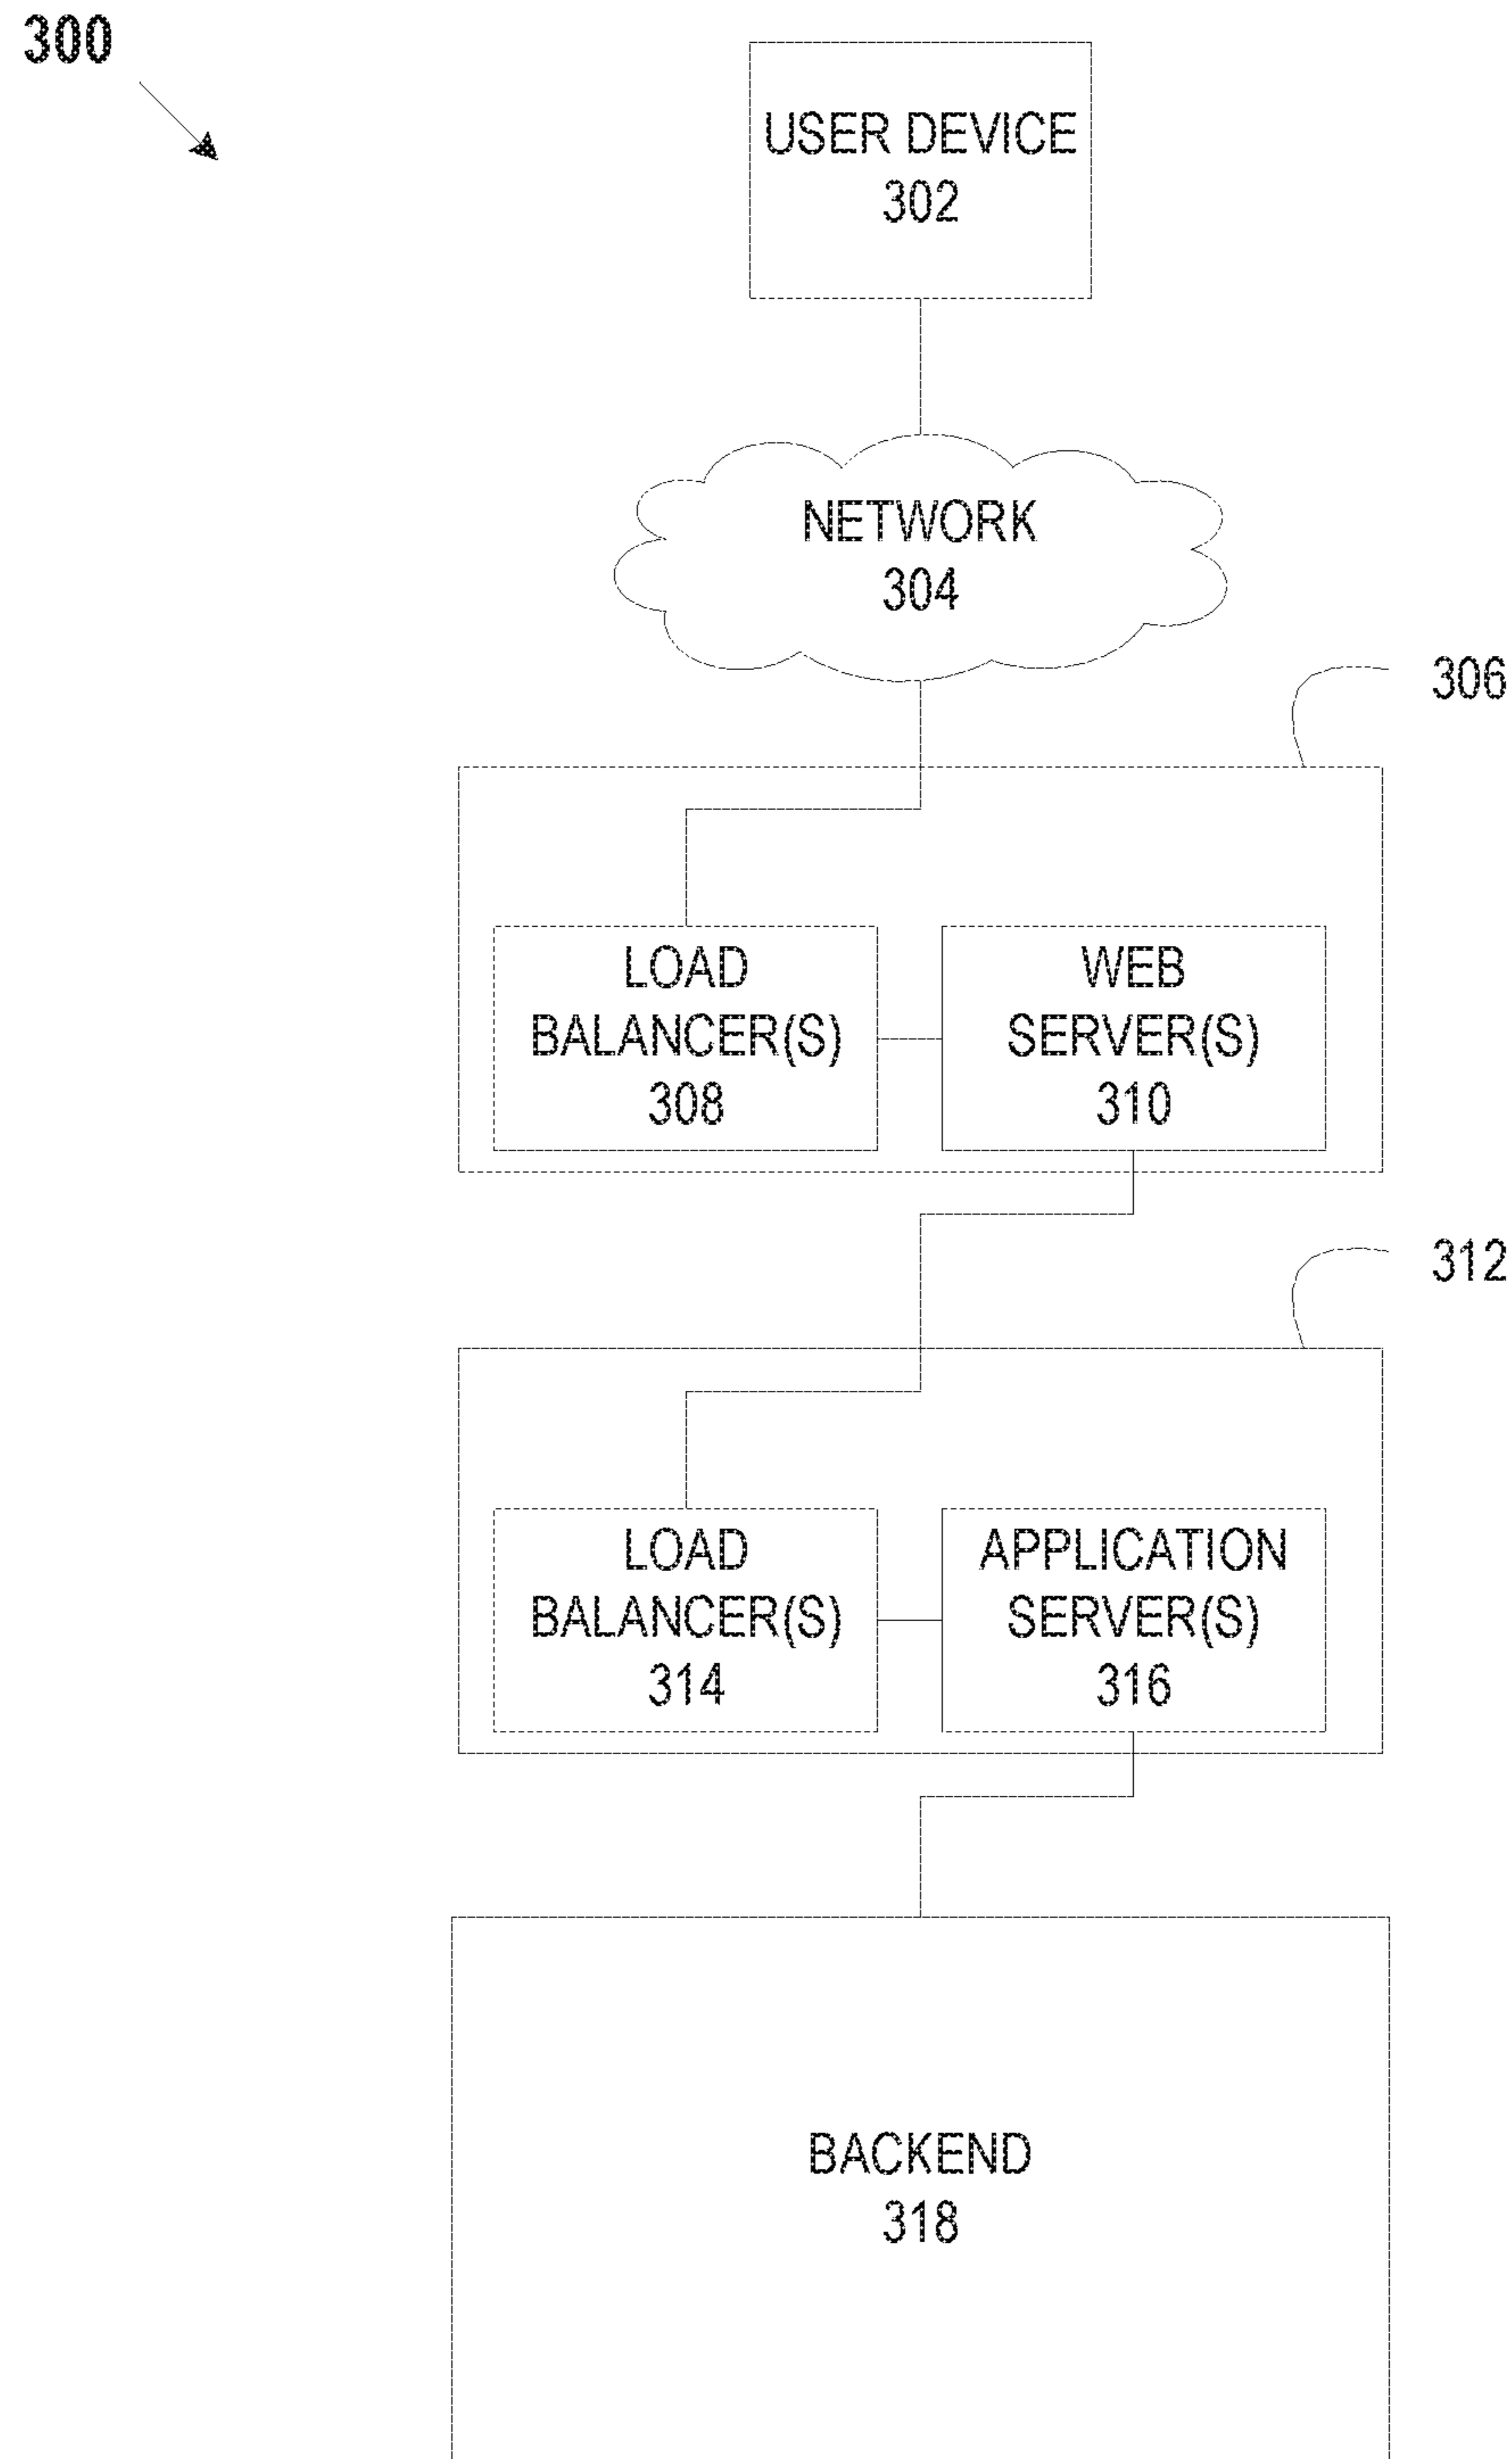 300
USER DEVICE
302
NETWORK
304
306
LOAD
BALANCER(S)
308
WEB
SERVER(S)
310
312
LOAD
BALANCER(S)
314
APPLICATION
SERVER(S)
316
BACKEND
318